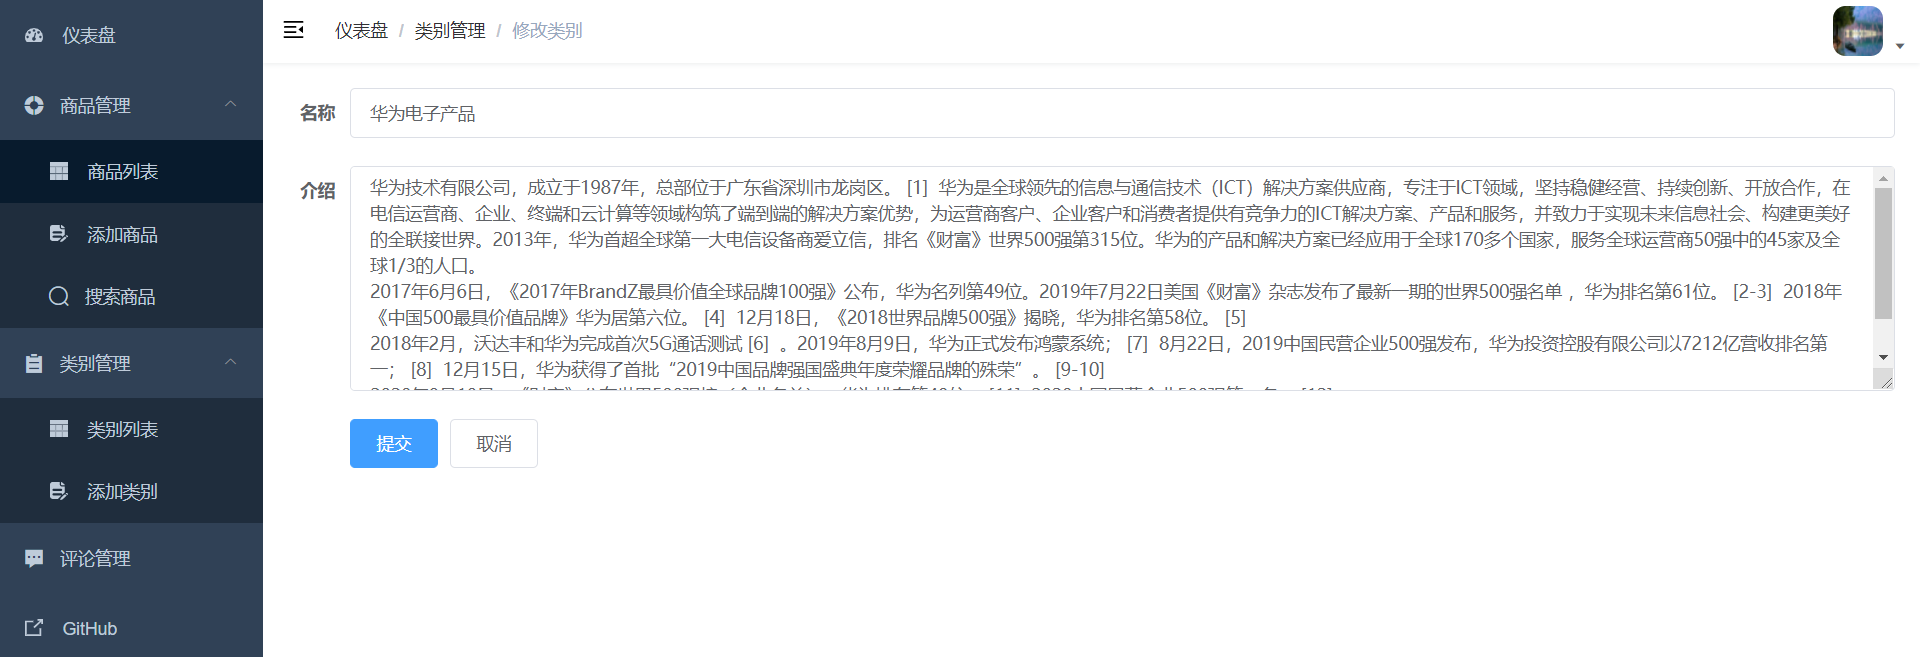 仪表盘
商品管理
商品列表
添加商品
搜索商品
类别管理
类别列表
添加类别
评论管理
GitHub
仪表盘 / 类别管理 / 修改类别
名称
华为电子产品
介绍
华为技术有限公司，成立于1987年，总部位于广东省深圳市龙岗区。 [1]  华为是全球领先的信息与通信技术（ICT）解决方案供应商，专注于ICT领域，坚持稳健经营、持续创新、开放合作，在
电信运营商、企业、终端和云计算等领域构筑了端到端的解决方案优势，为运营商客户、企业客户和消费者提供有竞争力的ICT解决方案、产品和服务，并致力于实现未来信息社会、构建更美好
的全联接世界。2013年，华为首超全球第一大电信设备商爱立信，排名《财富》世界500强第315位。华为的产品和解决方案已经应用于全球170多个国家，服务全球运营商50强中的45家及全
球1/3的人口。
2017年6月6日，《2017年BrandZ最具价值全球品牌100强》公布，华为名列第49位。2019年7月22日美国《财富》杂志发布了最新一期的世界500强名单 ，华为排名第61位。 [2-3]  2018年
《中国500最具价值品牌》华为居第六位。 [4]  12月18日，《2018世界品牌500强》揭晓，华为排名第58位。 [5]
2018年2月，沃达丰和华为完成首次5G通话测试 [6]  。2019年8月9日，华为正式发布鸿蒙系统； [7]  8月22日，2019中国民营企业500强发布，华为投资控股有限公司以7212亿营收排名第
一； [8]  12月15日，华为获得了首批“2019中国品牌强国盛典年度荣耀品牌的殊荣”。 [9-10]
提交
取消